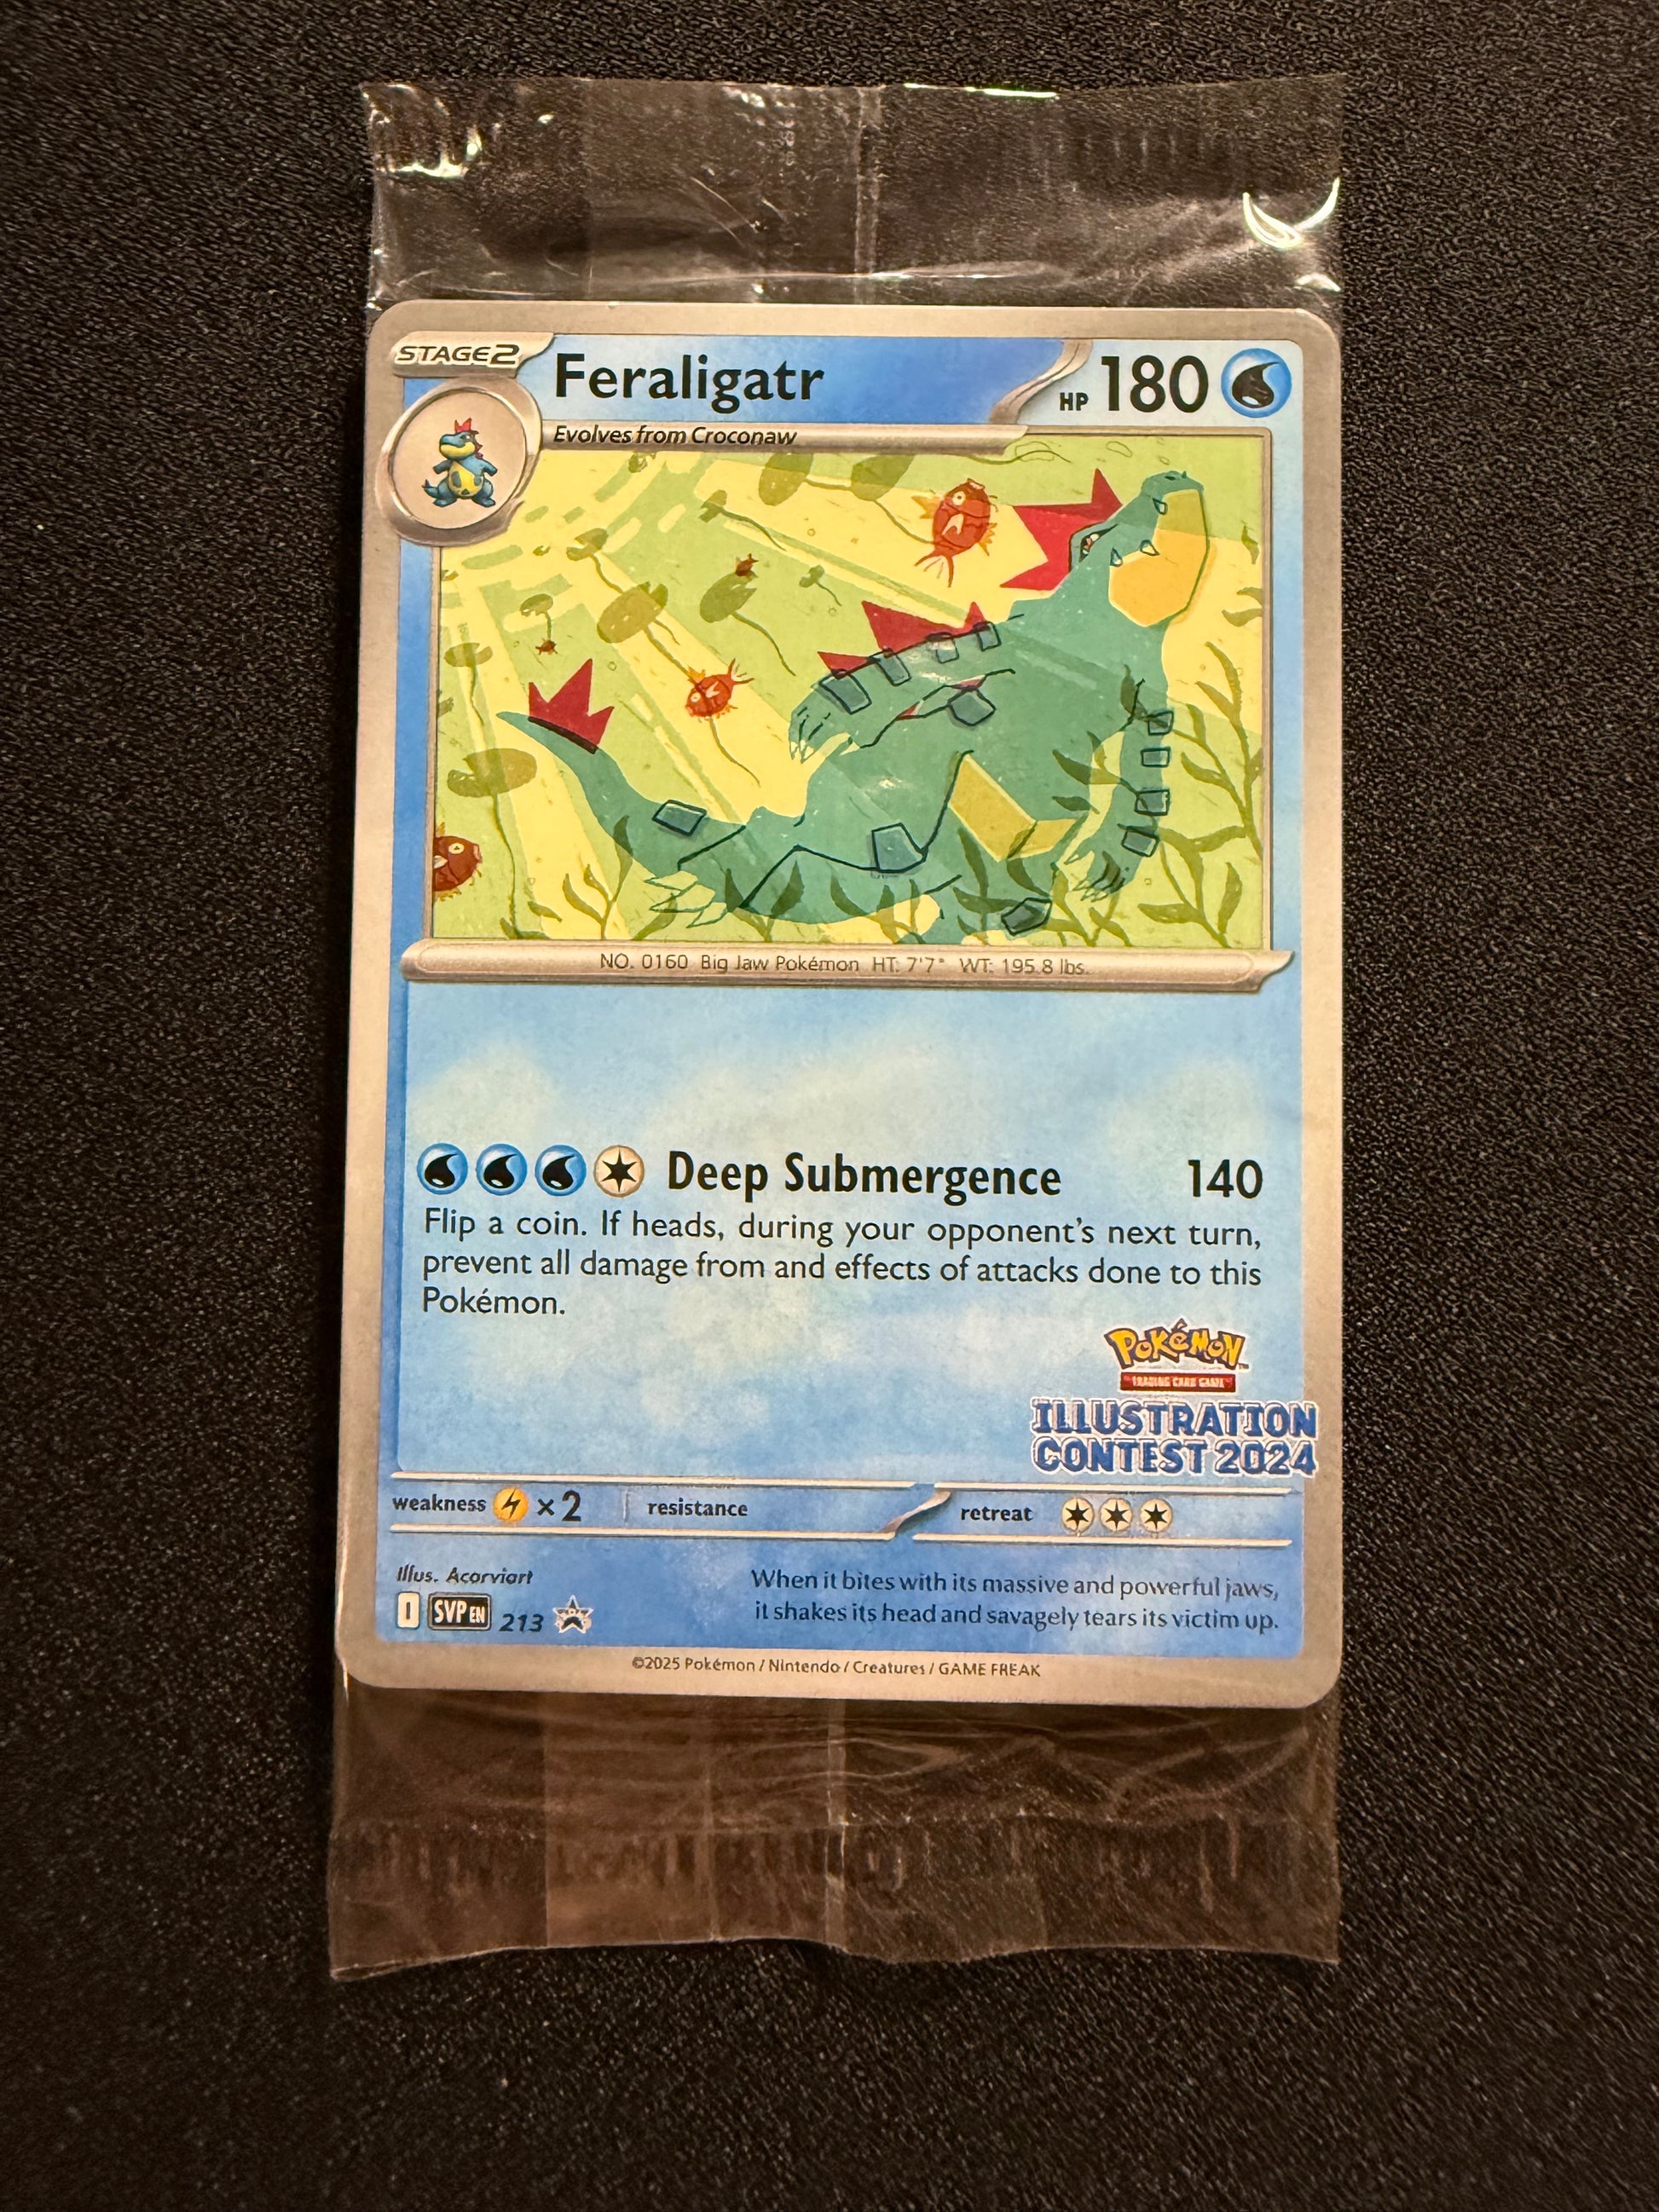 STAGE2
Feraligatr
HP 180
Evolves from Croconaw
NO. 0160 Big Jaw Pokémon HT: 7'7" WT: 195.8 lbs.
Deep Submergence 140
Flip a coin. If heads, during your opponent's next turn,
prevent all damage from and effects of attacks done to this
Pokémon.
POKéMON
TRADING CARD GAME
ILLUSTRATION
CONTEST 2024
weakness ×2 resistance retreat
Illus. Acorviart
I SVP EN 213
When it bites with its massive and powerful jaws,
it shakes its head and savagely tears its victim up.
©2025 Pokémon / Nintendo / Creatures / GAME FREAK